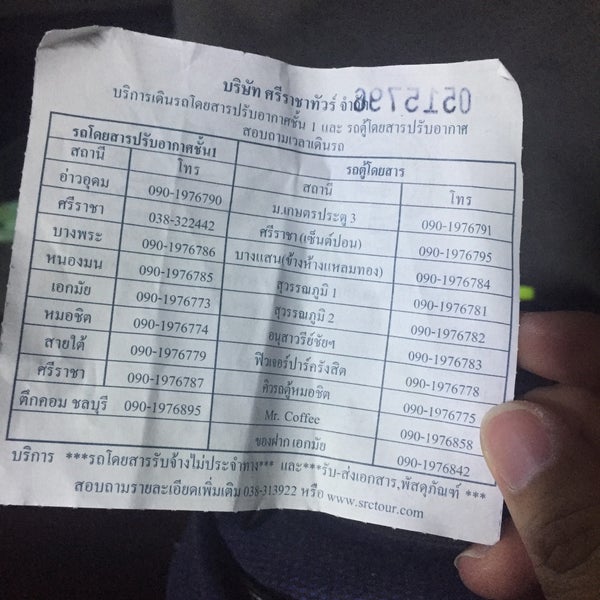 บริษัท ศรีราชาทัวร์ จำกัด
0515796
บริการเดินรถโดยสารปรับอากาศชั้น 1 และ รถตู้โดยสารปรับอากาศ
สอบถามเวลาเดินรถ
รถโดยสารปรับอากาศชั้น1 รถตู้โดยสาร
สถานี โทร สถานี โทร
อ่าวอุดม 090-1976790 ม.เกษตรประตู 3 090-1976791
ศรีราชา 038-322442 ศรีราชา (เซ็นต์ปอน) 090-1976795
บางพระ 090-1976786 บางแสน(ข้างห้างแหลมทอง) 090-1976784
หนองมน 090-1976785 สุวรรณภูมิ 1 090-1976781
เอกมัย 090-1976773 สุวรรณภูมิ 2 090-1976782
หมอชิต 090-1976774 อนุสาวรีย์ชัยฯ 090-1976783
สายใต้ 090-1976779 ฟิวเจอร์ปาร์ครังสิต 090-1976778
ศรีราชา 090-1976787 คิวรถตู้หมอชิต 090-1976775
ตึกคอม ชลบุรี 090-1976895 Mr. Coffee 090-1976858
ของฝาก เอกมัย 090-1976842
บริการ ***รถโดยสารรับจ้างไม่ประจำทาง*** และ***รับ-ส่งเอกสาร,พัสดุภัณฑ์ ***
สอบถามรายละเอียดเพิ่มเติม 038-313922 หรือ www.srctour.com